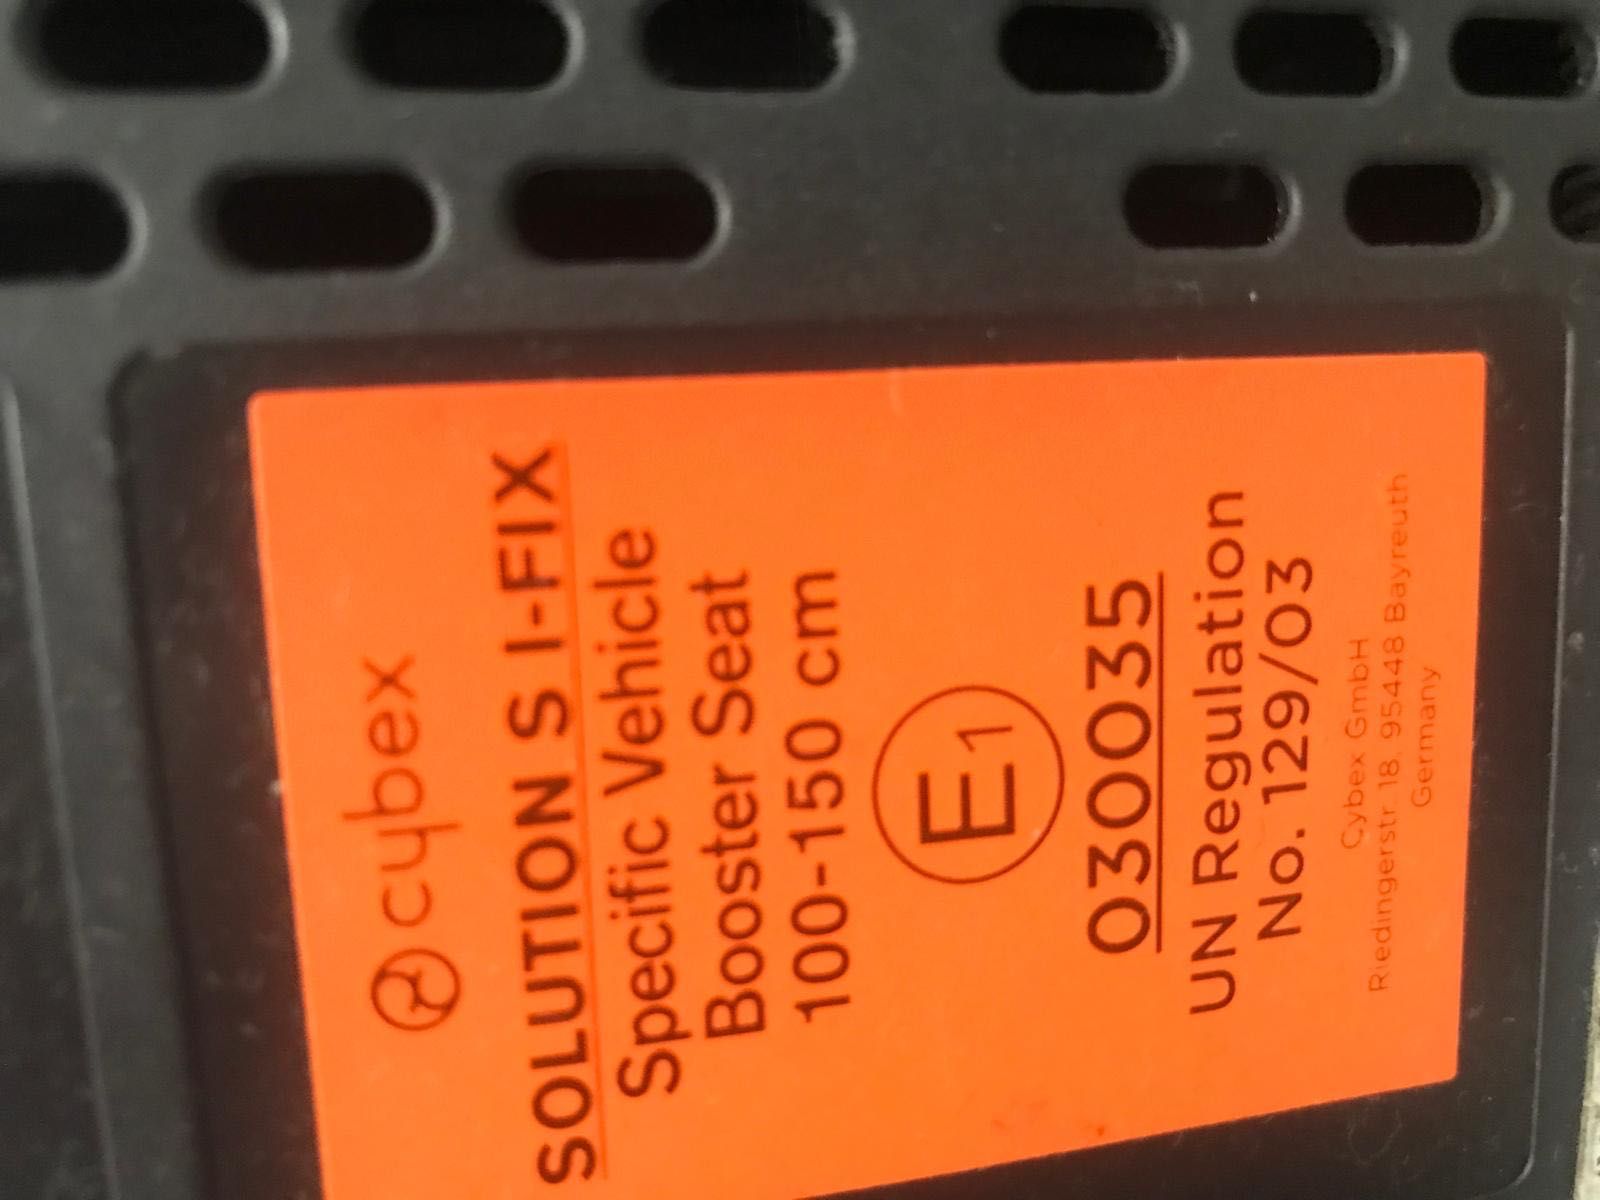 cybex
SOLUTION S I-FIX
Specific Vehicle
Booster Seat
100-150 cm
E1
030035
UN Regulation
No. 129/03
Cybex GmbH
Riedingerstr. 18, 95448 Bayreuth
Germany